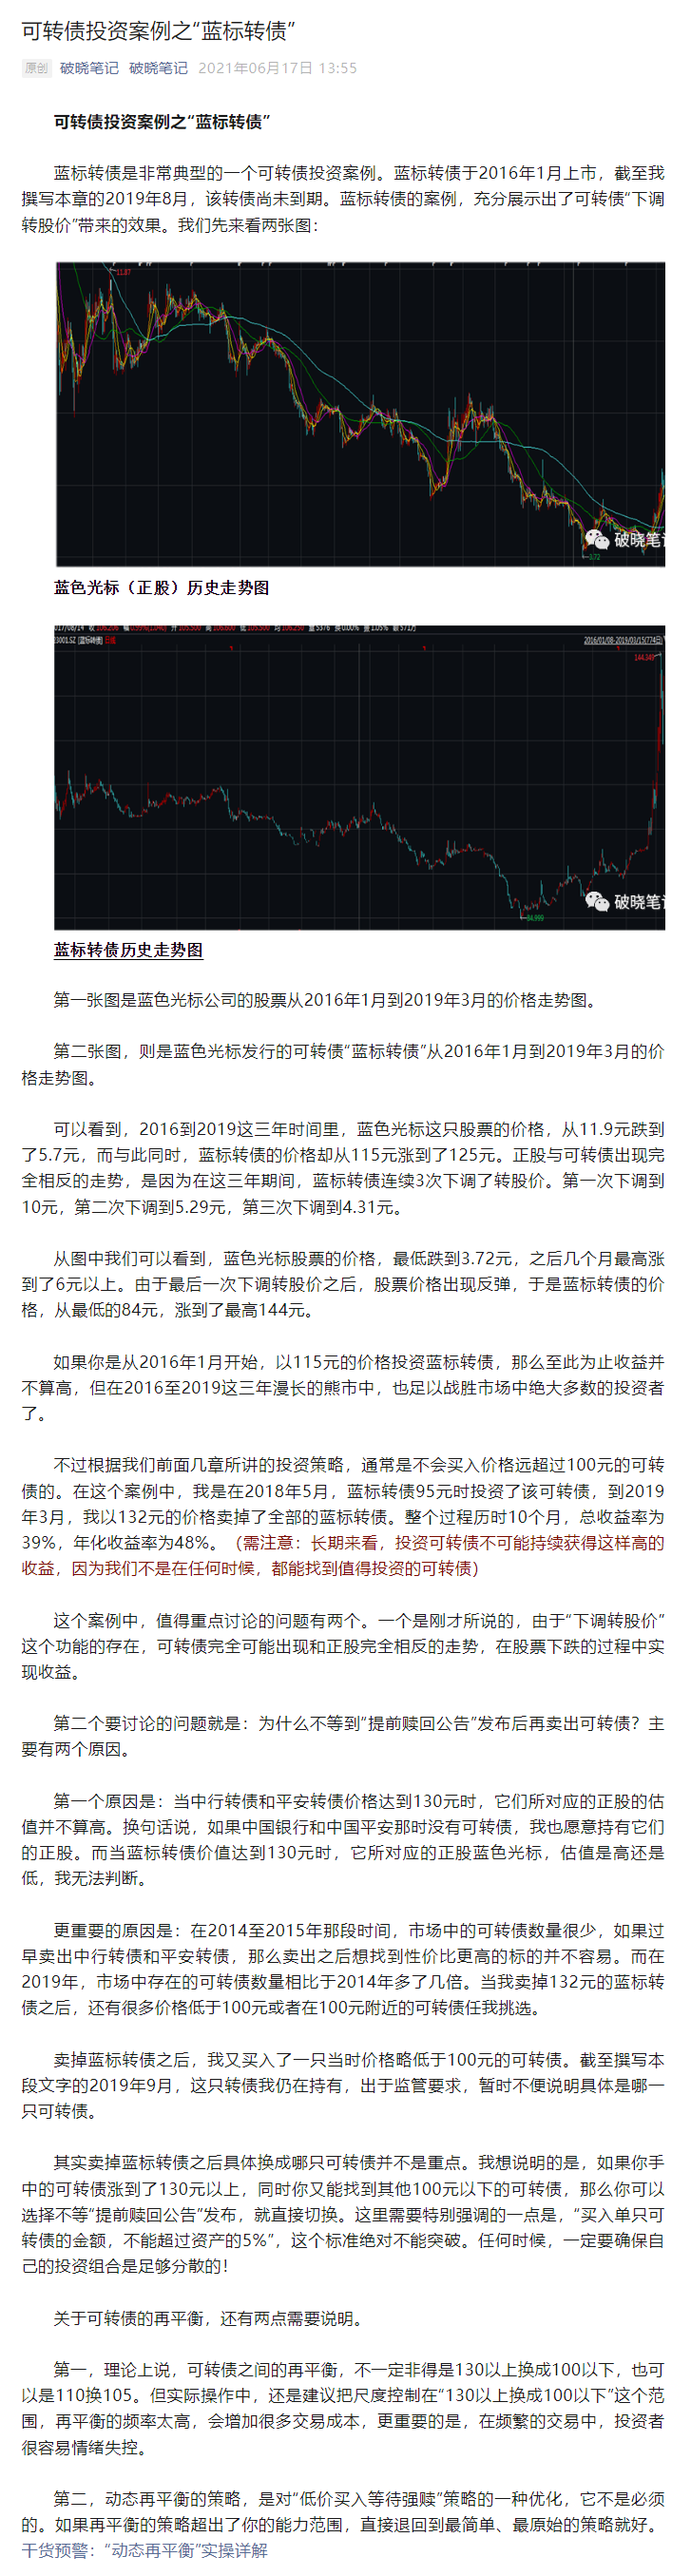 可转债投资案例之“蓝标转债”
原创 破晓笔记 破晓笔记 2021年06月17日 13:55
可转债投资案例之“蓝标转债”
蓝标转债是非常典型的一个可转债投资案例。蓝标转债于2016年1月上市，截至我
撰写本章的2019年8月，该转债尚未到期。蓝标转债的案例，充分展示出了可转债“下调
转股价”带来的效果。我们先来看两张图：
11.87
破晓笔记
3.72
蓝色光标（正股）历史走势图
2016/01/08-2019/03/15(774日)
144.349
破晓笔记
84.999
蓝标转债历史走势图
第一张图是蓝色光标公司的股票从2016年1月到2019年3月的价格走势图。
第二张图，则是蓝色光标发行的可转债“蓝标转债”从2016年1月到2019年3月的价
格走势图。
可以看到，2016到2019这三年时间里，蓝色光标这只股票的价格，从11.9元跌到
了5.7元，而与此同时，蓝标转债的价格却从115元涨到了125元。正股与可转债出现完
全相反的走势，是因为在这三年期间，蓝标转债连续3次下调了转股价。第一次下调到
10元，第二次下调到5.29元，第三次下调到4.31元。
从图中我们可以看到，蓝色光标股票的价格，最低跌到3.72元，之后几个月最高涨
到了6元以上。由于最后一次下调转股价之后，股票价格出现反弹，于是蓝标转债的价
格，从最低的84元，涨到了最高144元。
如果你是从2016年1月开始，以115元的价格投资蓝标转债，那么至此为止收益并
不算高，但在2016至2019这三年漫长的熊市中，也足以战胜市场中绝大多数的投资者
了。
不过根据我们前面几章所讲的投资策略，通常是不会买入价格远超过100元的可转
债的。在这个案例中，我是在2018年5月，蓝标转债95元时投资了该可转债，到2019
年3月，我以132元的价格卖掉了全部的蓝标转债。整个过程历时10个月，总收益率为
39%，年化收益率为48%。（需注意：长期来看，投资可转债不可能持续获得这样高的
收益，因为我们不是在任何时候，都能找到值得投资的可转债）
这个案例中，值得重点讨论的问题有两个。一个是刚才所说的，由于“下调转股价”
这个功能的存在，可转债完全可能出现和正股完全相反的走势，在股票下跌的过程中实
现收益。
第二个要讨论的问题就是：为什么不等到“提前赎回公告”发布后再卖出可转债？主
要有两个原因。
第一个原因是：当中行转债和平安转债价格达到130元时，它们所对应的正股的估
值并不算高。换句话说，如果中国银行和中国平安那时没有可转债，我也愿意持有它们
的正股。而当蓝标转债价值达到130元时，它所对应的正股蓝色光标，估值是高还是
低，我无法判断。
更重要的原因是：在2014至2015年那段时间，市场中的可转债数量很少，如果过
早卖出中行转债和平安转债，那么卖出之后想找到性价比更高的标的并不容易。而在
2019年，市场中存在的可转债数量相比于2014年多了几倍。当我卖掉132元的蓝标转
债之后，还有很多价格低于100元或者在100元附近的可转债任我挑选。
卖掉蓝标转债之后，我又买入了一只当时价格略低于100元的可转债。截至撰写本
段文字的2019年9月，这只转债我仍在持有，出于监管要求，暂时不便说明具体是哪一
只可转债。
其实卖掉蓝标转债之后具体换成哪只可转债并不是重点。我想说明的是，如果你手
中的可转债涨到了130元以上，同时你又能找到其他100元以下的可转债，那么你可以
选择不等“提前赎回公告”发布，就直接切换。这里需要特别强调的一点是，“买入单只可
转债的金额，不能超过资产的5%”，这个标准绝对不能突破。任何时候，一定要确保自
己的投资组合是足够分散的！
关于可转债的再平衡，还有两点需要说明。
第一，理论上说，可转债之间的再平衡，不一定非得是130以上换成100以下，也可
以是110换105。但实际操作中，还是建议把尺度控制在“130以上换成100以下”这个范
围，再平衡的频率太高，会增加很多交易成本，更重要的是，在频繁的交易中，投资者
很容易情绪失控。
第二，动态再平衡的策略，是对“低价买入等待强赎”策略的一种优化，它不是必须
的。如果再平衡的策略超出了你的能力范围，直接退回到最简单、最原始的策略就好。
干货预警：“动态再平衡”实操详解